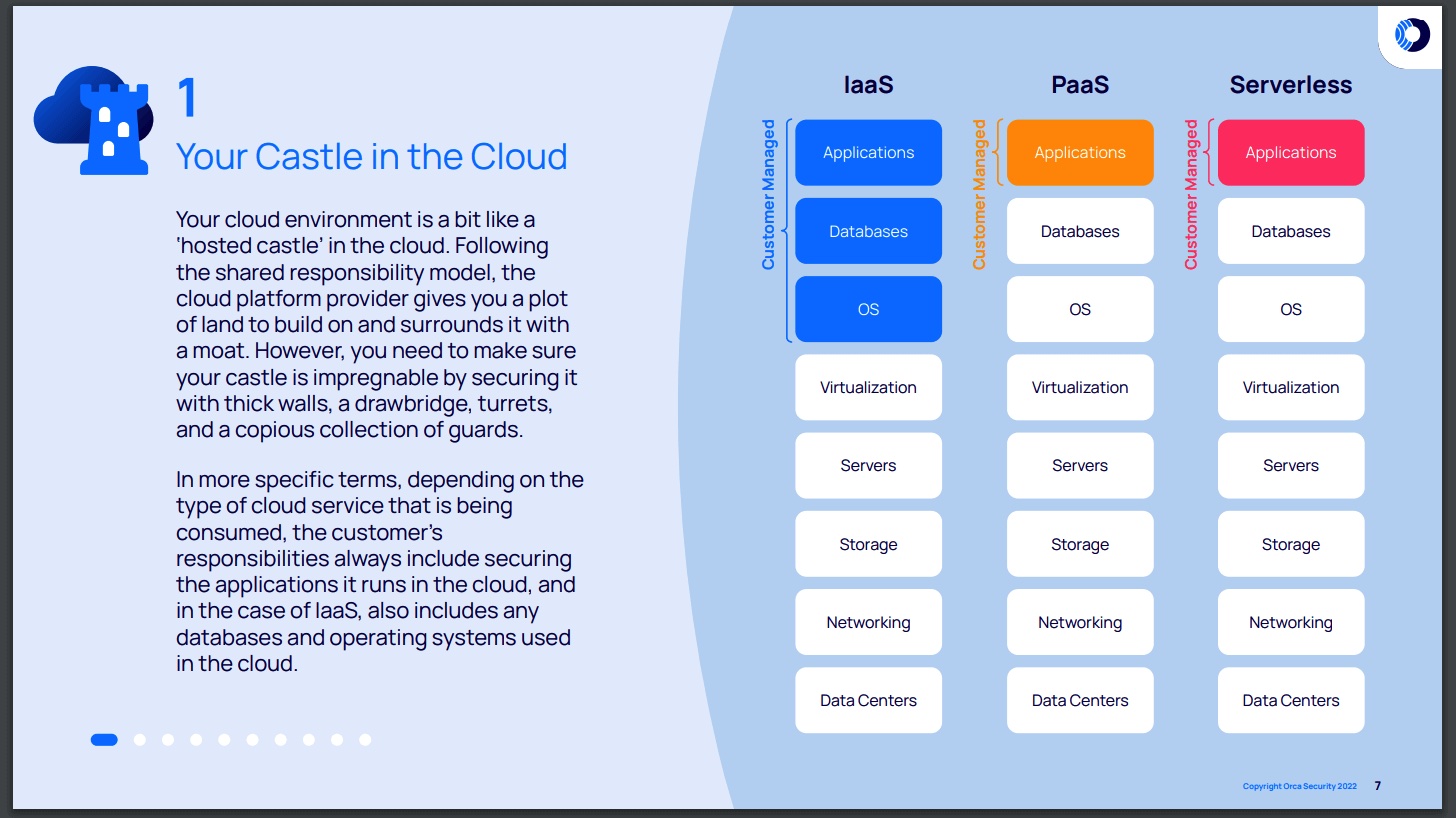 1
Your Castle in the Cloud
Your cloud environment is a bit like a
‘hosted castle’ in the cloud. Following
the shared responsibility model, the
cloud platform provider gives you a plot
of land to build on and surrounds it with
a moat. However, you need to make sure
your castle is impregnable by securing it
with thick walls, a drawbridge, turrets,
and a copious collection of guards.
In more specific terms, depending on the
type of cloud service that is being
consumed, the customer’s
responsibilities always include securing
the applications it runs in the cloud, and
in the case of IaaS, also includes any
databases and operating systems used
in the cloud.
IaaS
Customer Managed
Applications
Databases
OS
Virtualization
Servers
Storage
Networking
Data Centers
PaaS
Customer Managed
Applications
Databases
OS
Virtualization
Servers
Storage
Networking
Data Centers
Serverless
Customer Managed
Applications
Databases
OS
Virtualization
Servers
Storage
Networking
Data Centers
Copyright Orca Security 2022 7